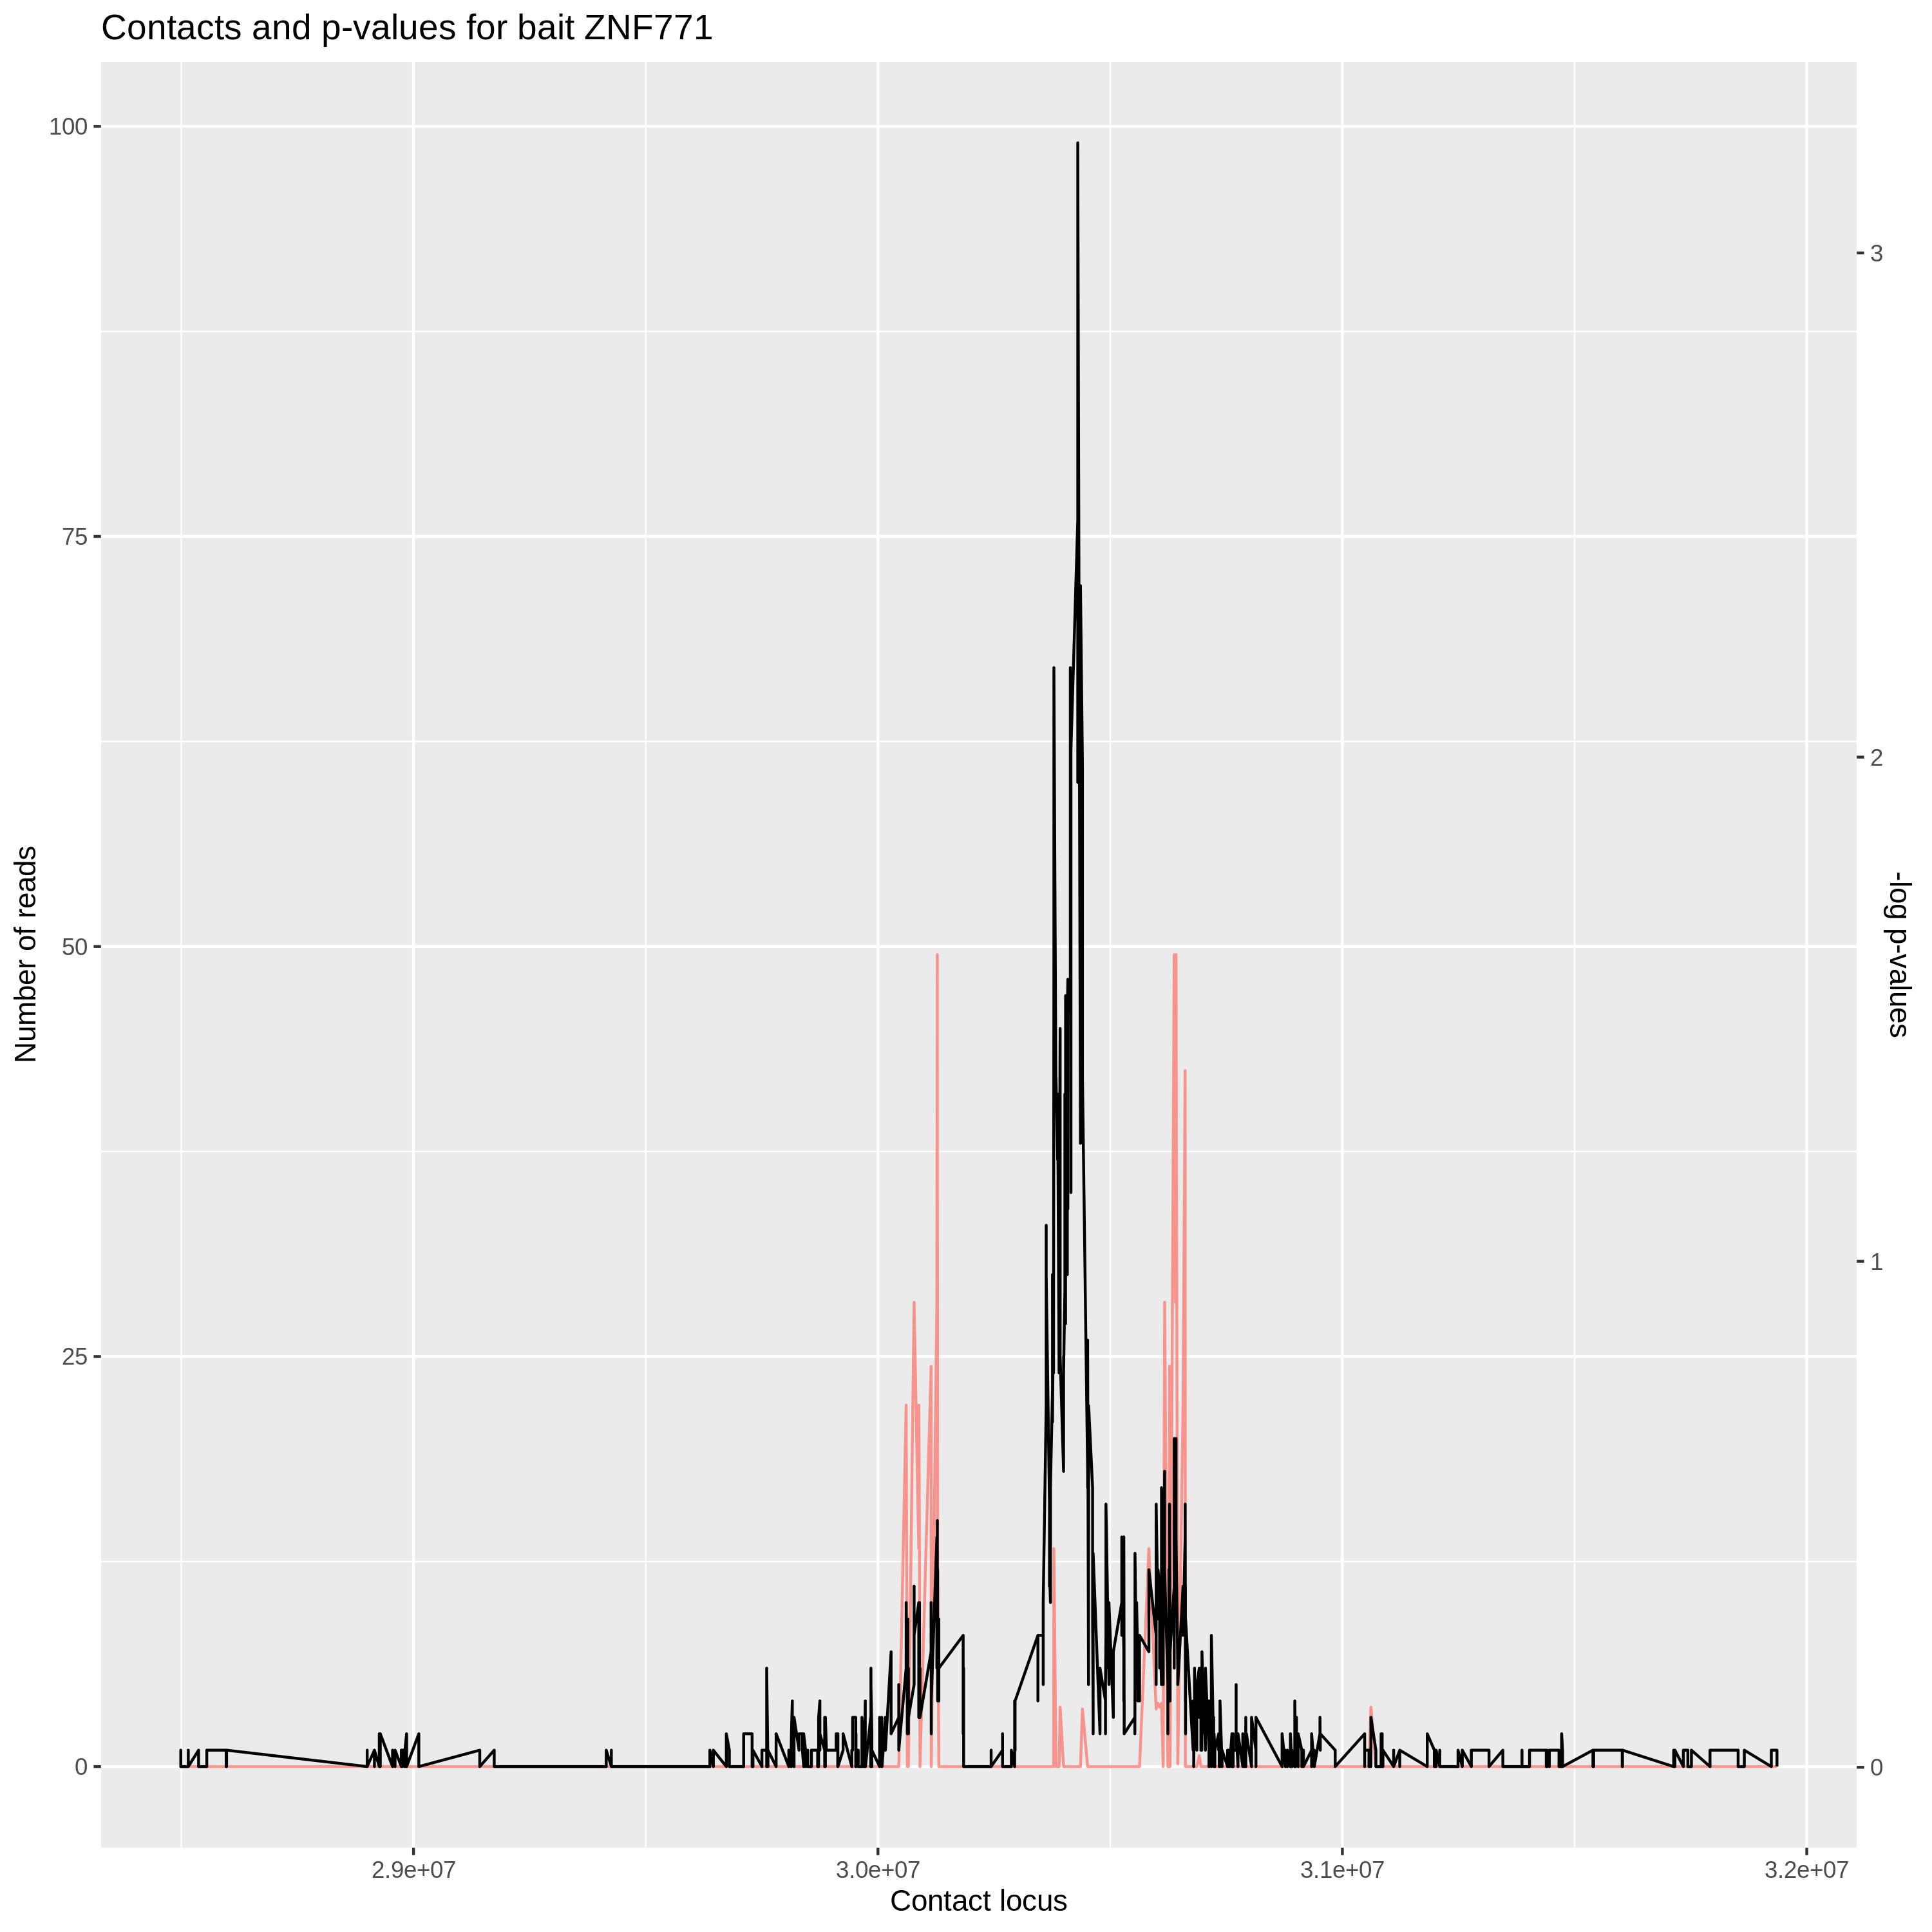 Contacts and p-values for bait ZNF771
100
75
50
25
0
Number of reads
3
2
1
0
-log p-values
2.9e+07
3.0e+07
3.1e+07
3.2e+07
Contact locus